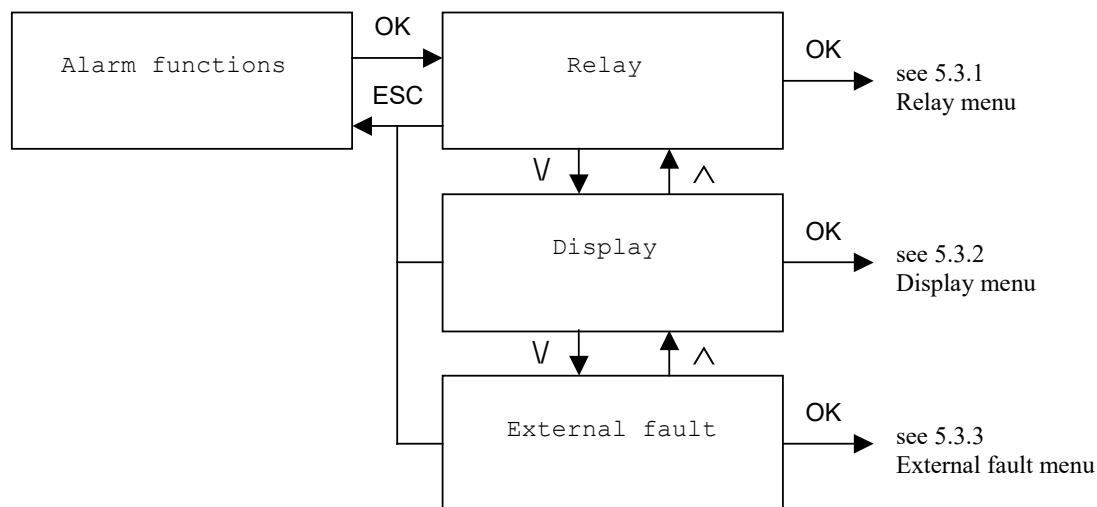 OK
Alarm functions
Relay
OK
see 5.3.1
Relay menu
ESC
\/
/\
Display
OK
see 5.3.2
Display menu
\/
/\
External fault
OK
see 5.3.3
External fault menu